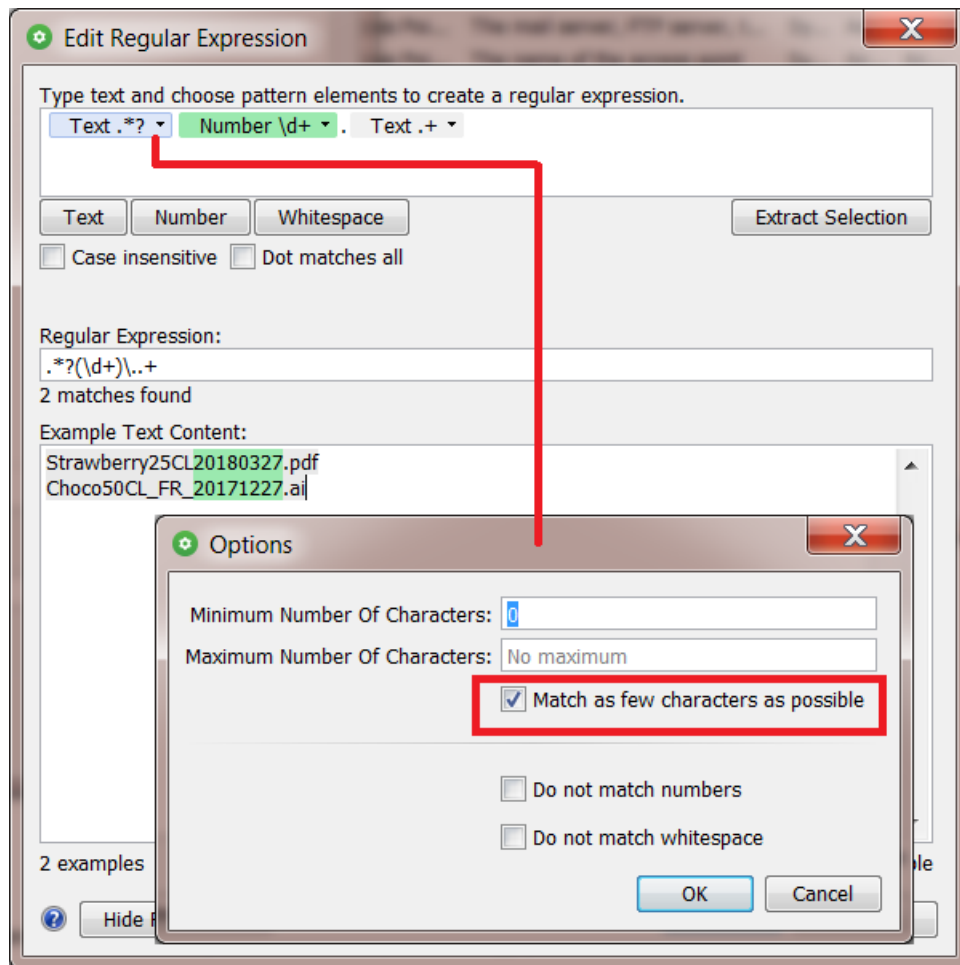 Edit Regular Expression
Type text and choose pattern elements to create a regular expression.
Text .*? Number \d+ . Text .+
Text Number Whitespace Extract Selection
Case insensitive Dot matches all
Regular Expression:
.*?(\d+)\..+
2 matches found
Example Text Content:
Strawberry25CL20180327.pdf
Choco50CL_FR_20171227.ai
Options
Minimum Number Of Characters: 0
Maximum Number Of Characters: No maximum
Match as few characters as possible
Do not match numbers
Do not match whitespace
2 examples
OK Cancel
Hide